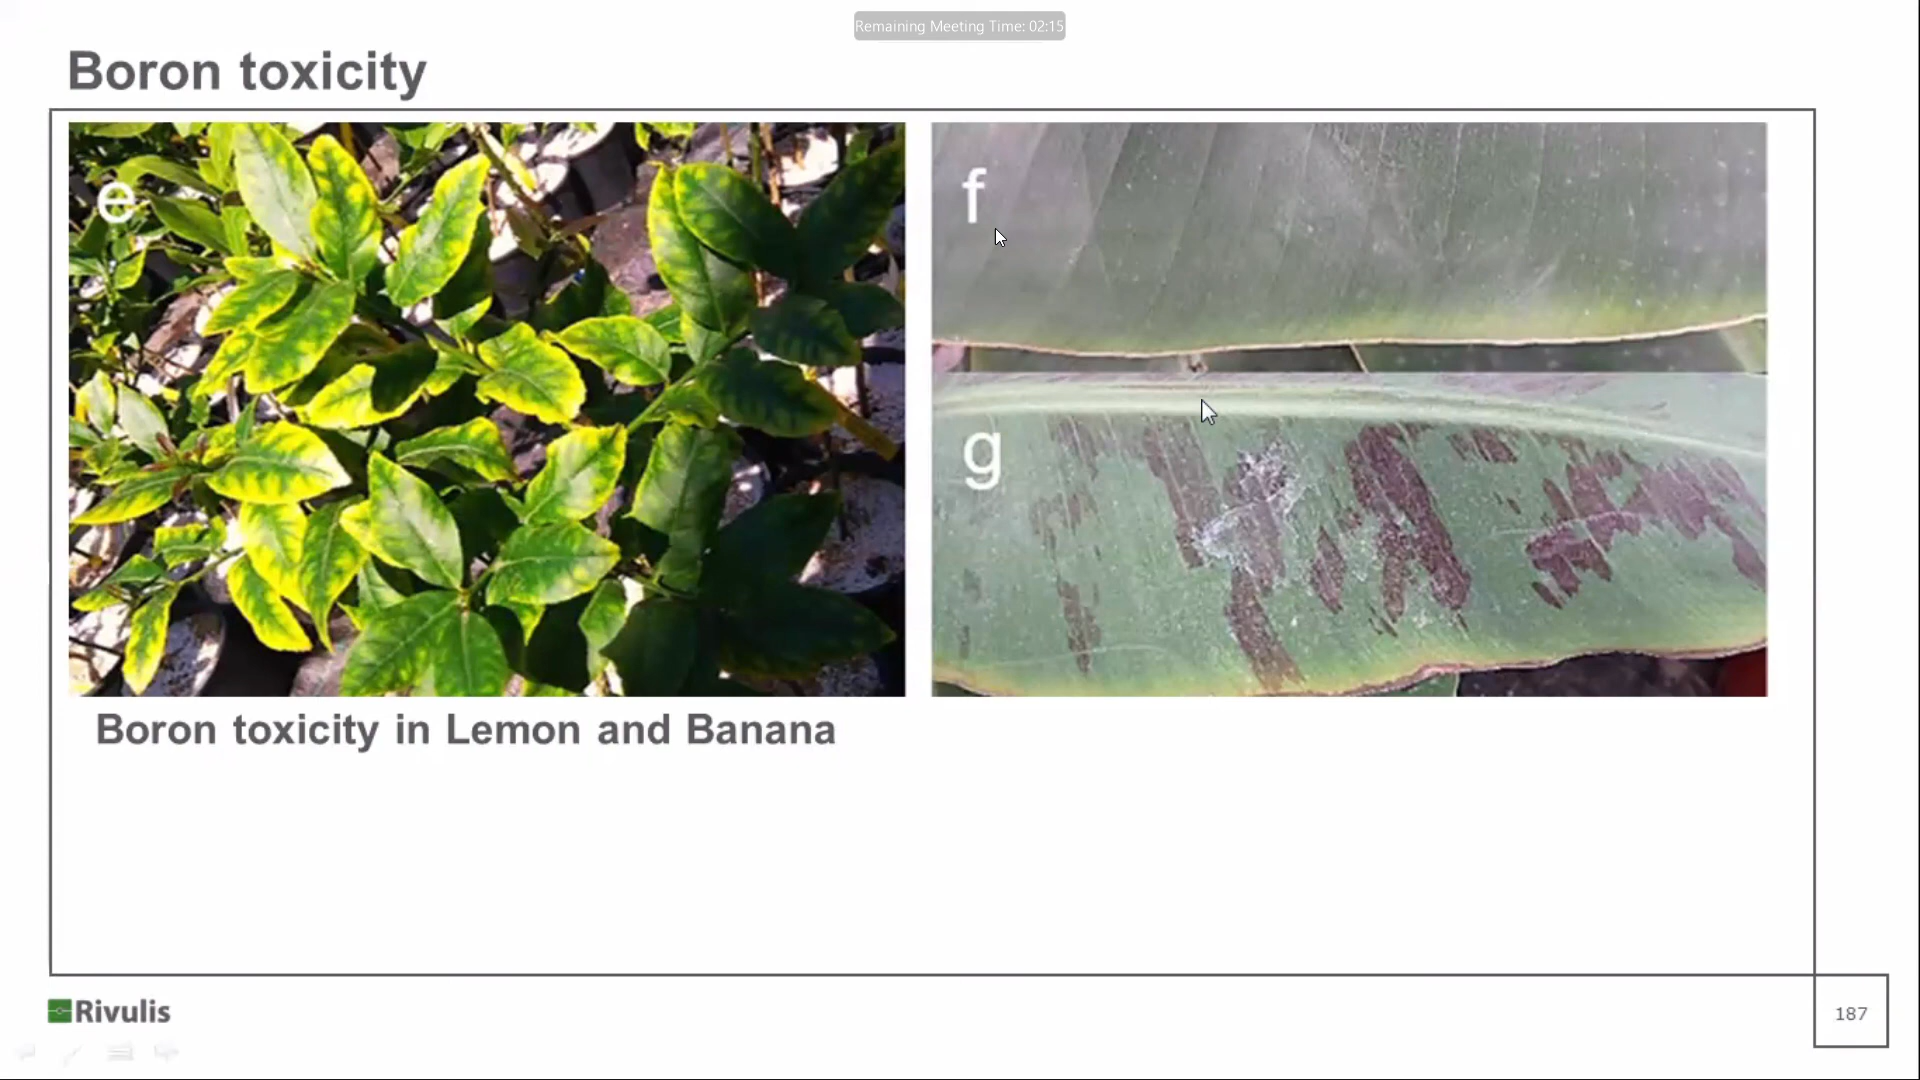 Remaining Meeting Time: 02:15
Boron toxicity
e
f
g
Boron toxicity in Lemon and Banana
Rivulis
187